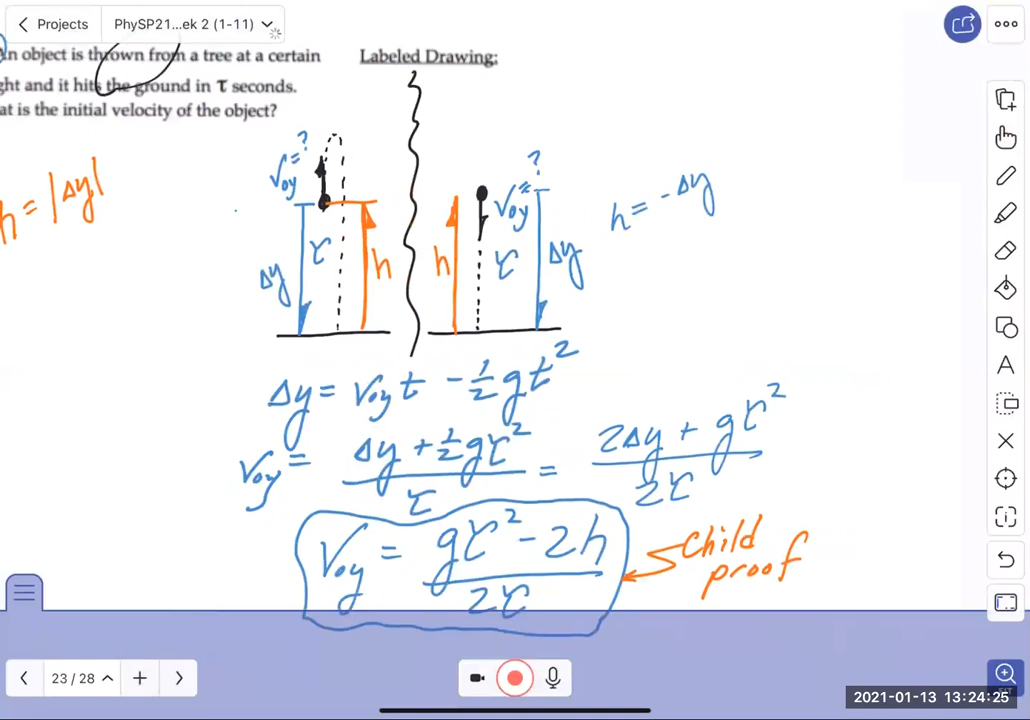 Projects
PhySP21...ek 2 (1-11)
n object is thrown from a tree at a certain
ght and it hits the ground in τ seconds.
at is the initial velocity of the object?
Labeled Drawing:
h = |Δy|
V₀y = ?
Δy
τ
h
h
V₀y = ?
τ
Δy
h = -Δy
Δy = V₀y t - ½gt²
V₀y = (Δy + ½gτ²)/τ = (2Δy + gτ²)/2τ
V₀y = (gτ² - 2h)/2τ
Child
proof
23 / 28
2021-01-13 13:24:25